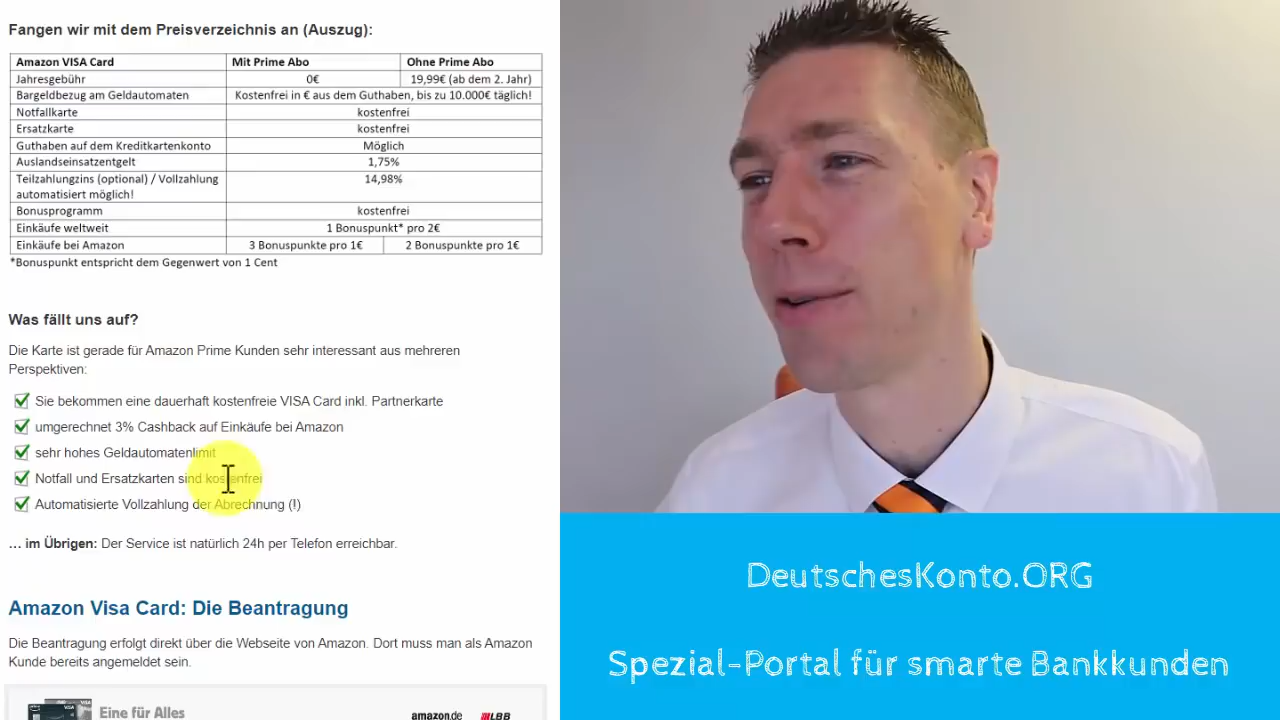 Fangen wir mit dem Preisverzeichnis an (Auszug):
Amazon VISA Card Mit Prime Abo Ohne Prime Abo
Jahresgebühr 0€ 19,99€ (ab dem 2. Jahr)
Bargeldbezug am Geldautomaten Kostenfrei in € aus dem Guthaben, bis zu 10.000€ täglich!
Notfallkarte kostenfrei
Ersatzkarte kostenfrei
Guthaben auf dem Kreditkartenkonto Möglich
Auslandseinsatzentgelt 1,75%
Teilzahlungzins (optional) / Vollzahlung 14,98%
automatisiert möglich!
Bonusprogramm kostenfrei
Einkäufe weltweit 1 Bonuspunkt* pro 2€
Einkäufe bei Amazon 3 Bonuspunkte pro 1€ 2 Bonuspunkte pro 1€
*Bonuspunkt entspricht dem Gegenwert von 1 Cent
Was fällt uns auf?
Die Karte ist gerade für Amazon Prime Kunden sehr interessant aus mehreren
Perspektiven:
Sie bekommen eine dauerhaft kostenfreie VISA Card inkl. Partnerkarte
umgerechnet 3% Cashback auf Einkäufe bei Amazon
sehr hohes Geldautomatenlimit
Notfall und Ersatzkarten sind kostenfrei
Automatisierte Vollzahlung der Abrechnung (!)
... im Übrigen: Der Service ist natürlich 24h per Telefon erreichbar.
Amazon Visa Card: Die Beantragung
Die Beantragung erfolgt direkt über die Webseite von Amazon. Dort muss man als Amazon
Kunde bereits angemeldet sein.
VISA
Eine für Alles
amazon.de LBB
DeutschesKonto.ORG
Spezial-Portal für smarte Bankkunden